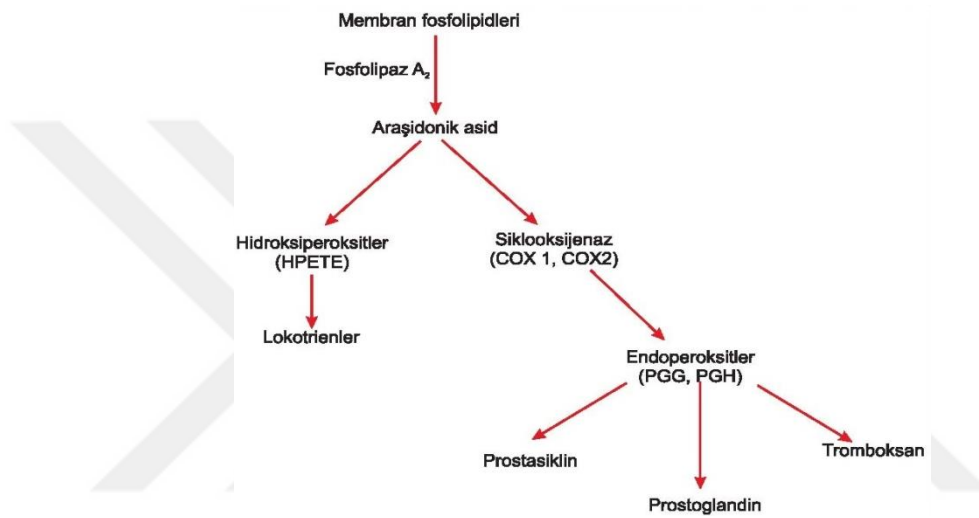 Membran fosfolipidleri
Fosfolipaz A₂
Araşidonik asid
Hidroksiperoksitler
(HPETE)
Siklooksijenaz
(COX 1, COX2)
Lokotrienler
Endoperoksitler
(PGG, PGH)
Prostasiklin
Tromboksan
Prostoglandin